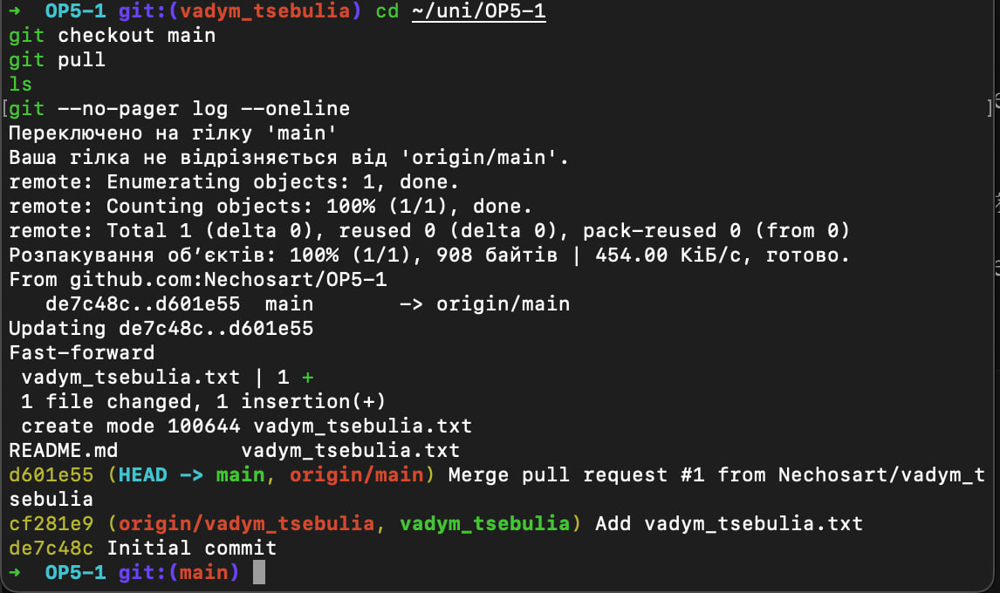 ➜  OP5-1 git:(vadym_tsebulia) cd ~/uni/OP5-1
git checkout main
git pull
ls
[git --no-pager log --oneline ]
Переключено на гілку 'main'
Ваша гілка не відрізняється від 'origin/main'.
remote: Enumerating objects: 1, done.
remote: Counting objects: 100% (1/1), done.
remote: Total 1 (delta 0), reused 0 (delta 0), pack-reused 0 (from 0)
Розпакування об’єктів: 100% (1/1), 908 байтів | 454.00 КіБ/с, готово.
From github.com:Nechosart/OP5-1
   de7c48c..d601e55  main       -> origin/main
Updating de7c48c..d601e55
Fast-forward
 vadym_tsebulia.txt | 1 +
 1 file changed, 1 insertion(+)
 create mode 100644 vadym_tsebulia.txt
README.md          vadym_tsebulia.txt
d601e55 (HEAD -> main, origin/main) Merge pull request #1 from Nechosart/vadym_t
sebulia
cf281e9 (origin/vadym_tsebulia, vadym_tsebulia) Add vadym_tsebulia.txt
de7c48c Initial commit
➜  OP5-1 git:(main)